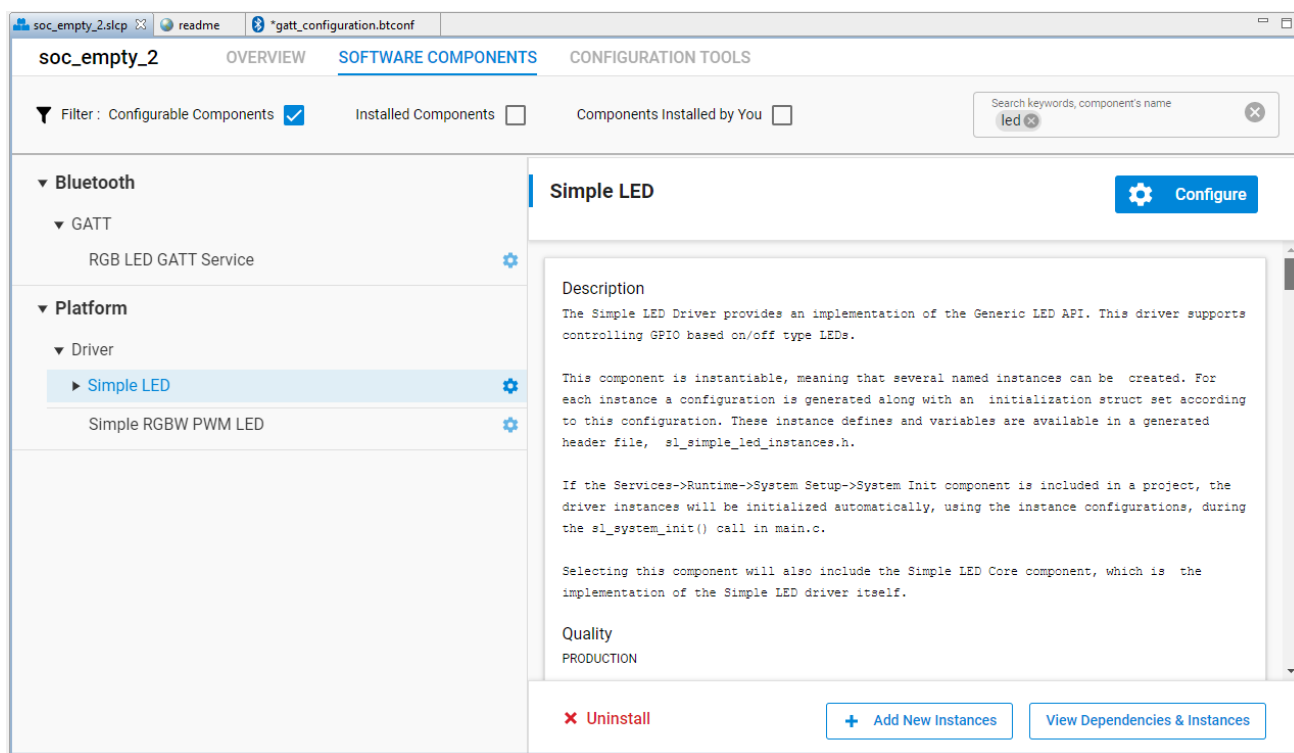 soc_empty_2.slcp readme *gatt_configuration.btconf
soc_empty_2 OVERVIEW SOFTWARE COMPONENTS CONFIGURATION TOOLS
Filter : Configurable Components Installed Components Components Installed by You
Search keywords, component's name
led
Bluetooth
GATT
RGB LED GATT Service
Platform
Driver
Simple LED
Simple RGBW PWM LED
Simple LED
Configure
Description
The Simple LED Driver provides an implementation of the Generic LED API. This driver supports
controlling GPIO based on/off type LEDs.
This component is instantiable, meaning that several named instances can be created. For
each instance a configuration is generated along with an initialization struct set according
to this configuration. These instance defines and variables are available in a generated
header file, sl_simple_led_instances.h.
If the Services->Runtime->System Setup->System Init component is included in a project, the
driver instances will be initialized automatically, using the instance configurations, during
the sl_system_init() call in main.c.
Selecting this component will also include the Simple LED Core component, which is the
implementation of the Simple LED driver itself.
Quality
PRODUCTION
Uninstall
Add New Instances
View Dependencies & Instances